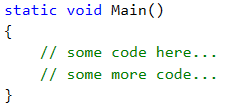 static void Main()
{
    // some code here...
    // some more code...
}